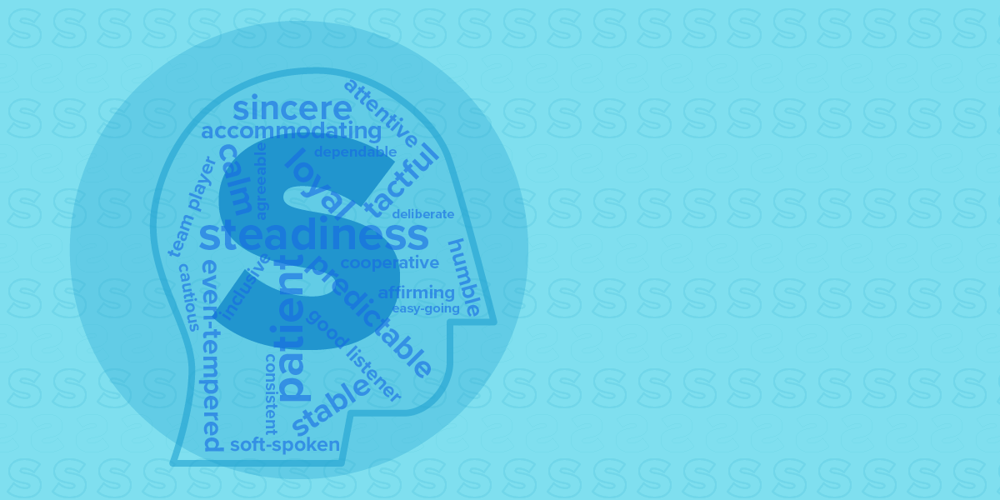 attentive
sincere
accommodating
dependable
calm
agreeable
loyal
tactful
team player
deliberate
steadiness
cooperative
humble
cautious
even-tempered
inclusive
patient
predictable
affirming
easy-going
good listener
consistent
stable
soft-spoken
S
S S S S S S S S S S S S S S S S S S S S S S
S S S S S S S S S S S S S S S S S S S S S S
S S S S S S S S S S S S S S S S S S S S S S
S S S S S S S S S S S S S S S S S S S S S S
S S S S S S S S S S S S S S S S S S S S S S
S S S S S S S S S S S S S S S S S S S S S S